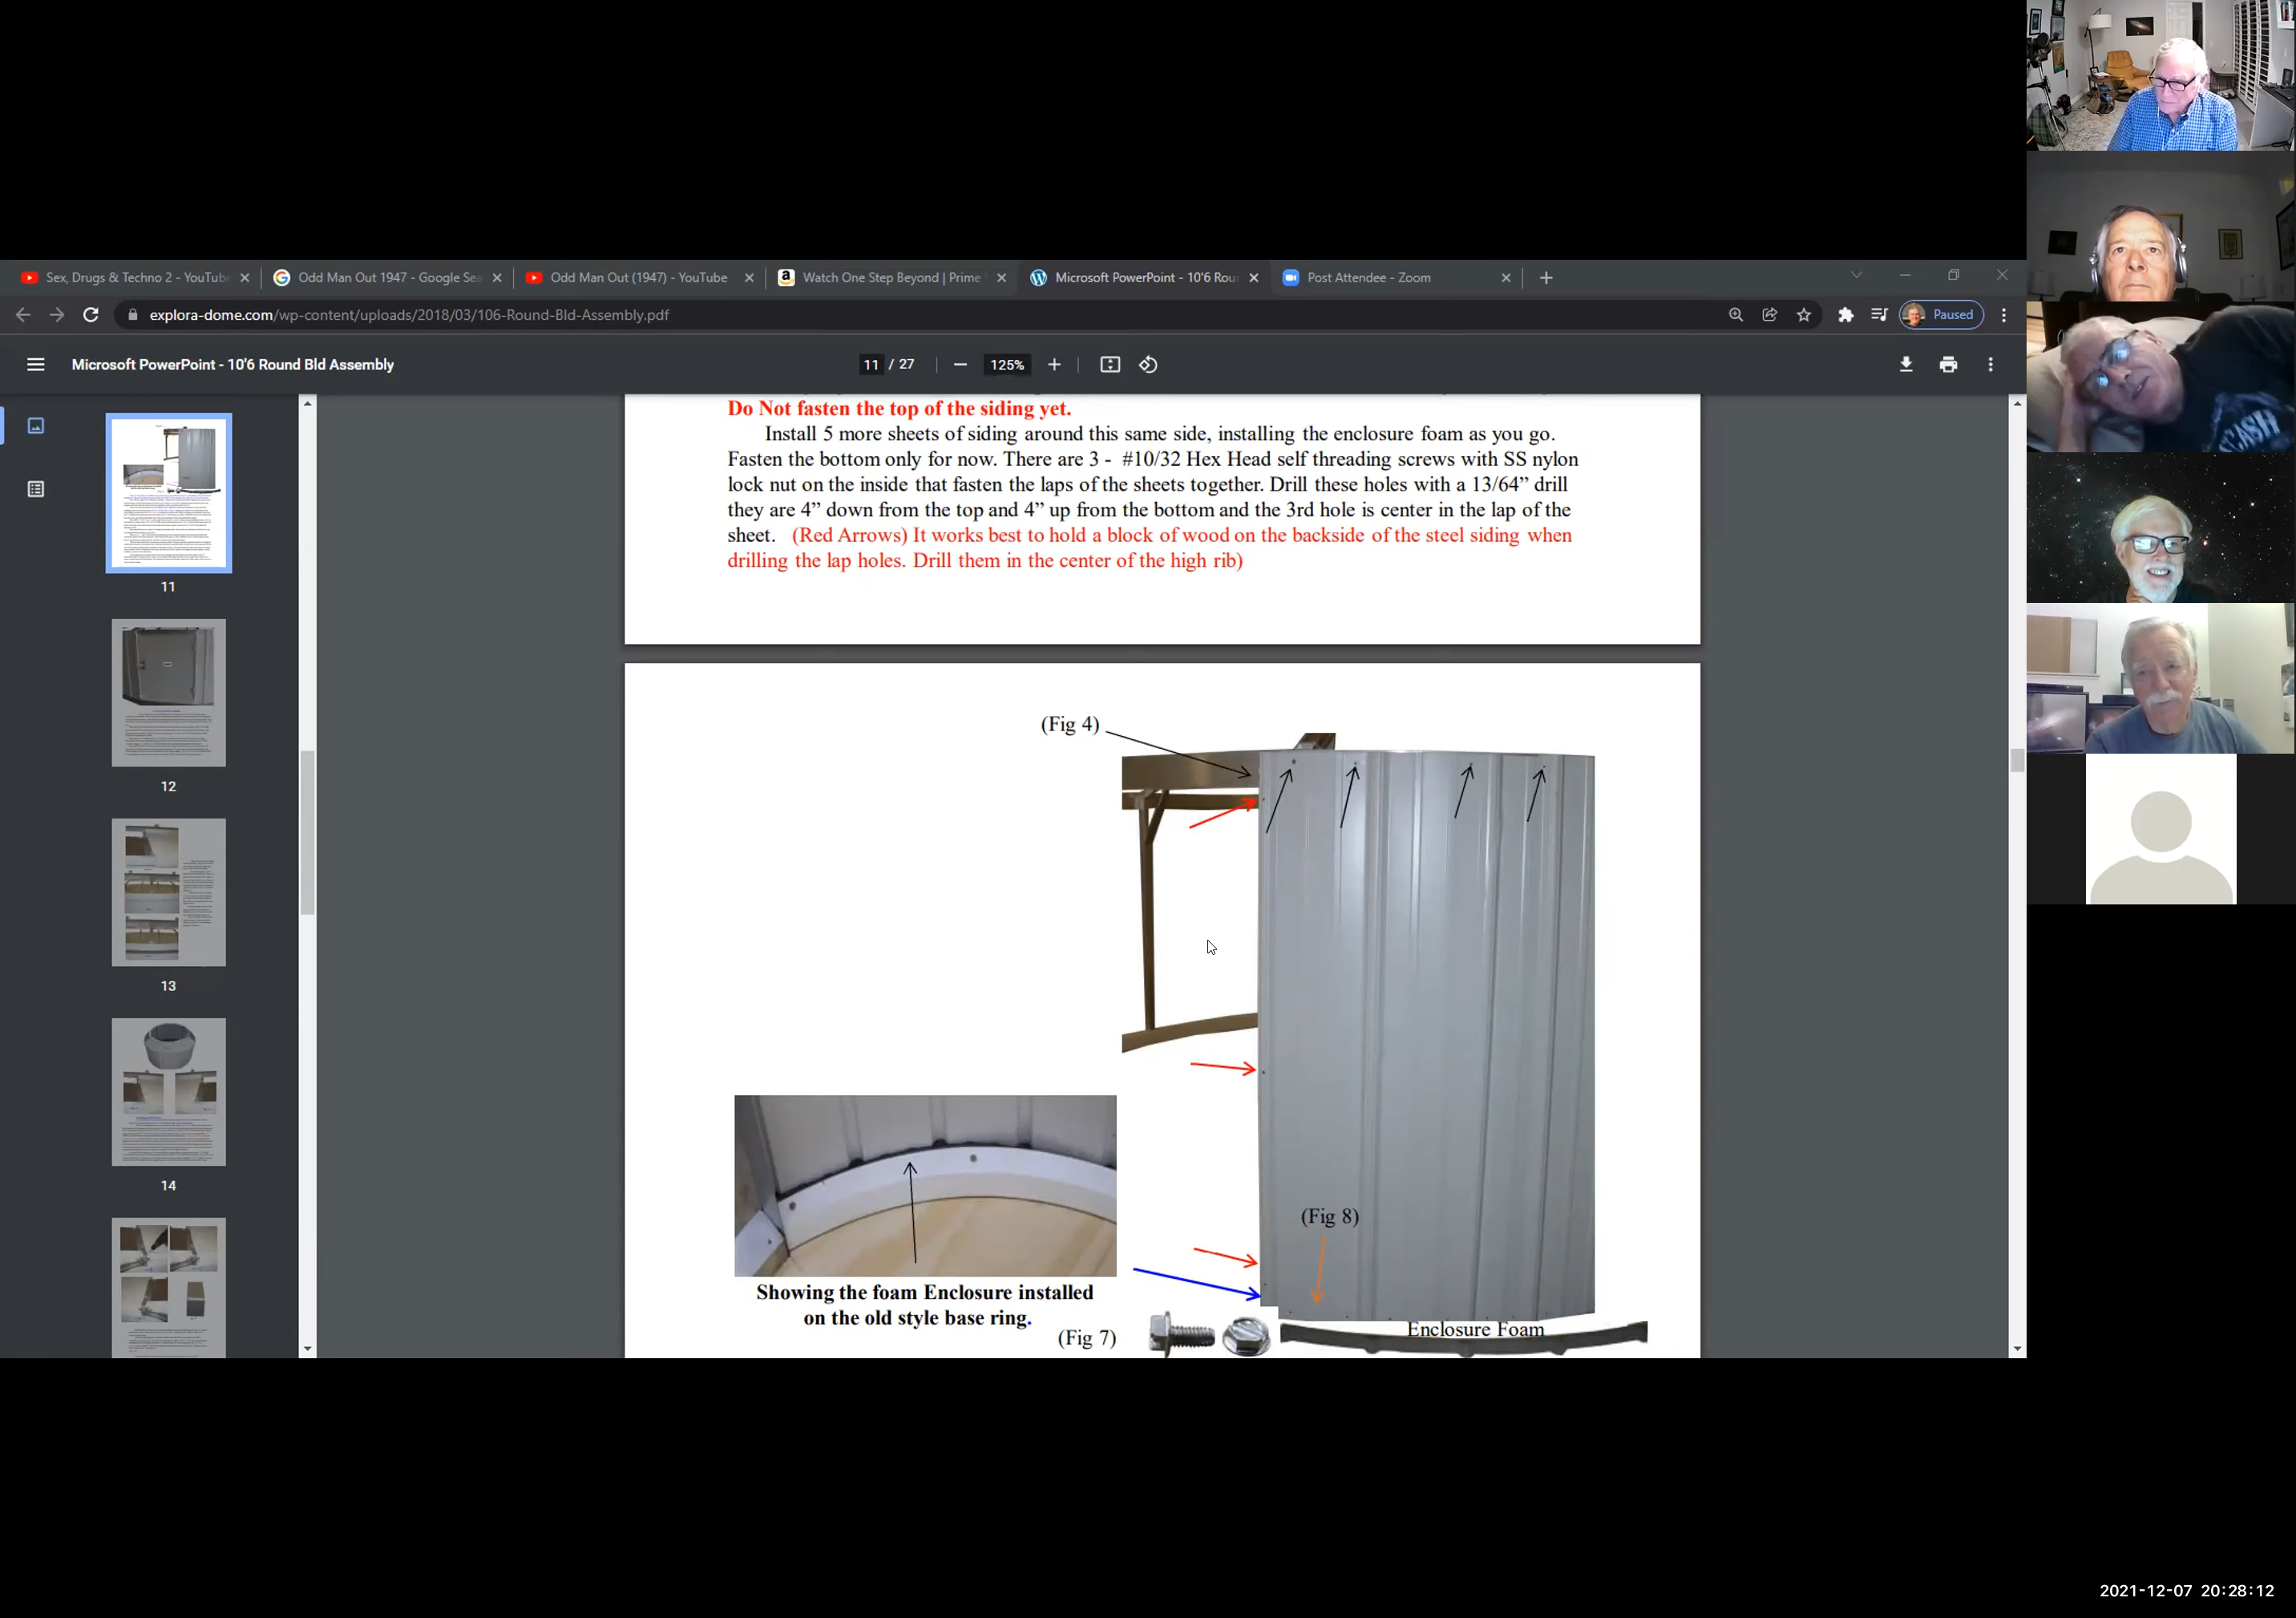 Sex, Drugs & Techno 2 - YouTube
Odd Man Out 1947 - Google Sea
Odd Man Out (1947) - YouTube
Watch One Step Beyond | Prime
Microsoft PowerPoint - 10'6 Rou
Post Attendee - Zoom
explora-dome.com/wp-content/uploads/2018/03/106-Round-Bld-Assembly.pdf
Paused
Microsoft PowerPoint - 10'6 Round Bld Assembly
11 / 27
125%
Do Not fasten the top of the siding yet.
Install 5 more sheets of siding around this same side, installing the enclosure foam as you go.
Fasten the bottom only for now. There are 3 - #10/32 Hex Head self threading screws with SS nylon
lock nut on the inside that fasten the laps of the sheets together. Drill these holes with a 13/64” drill
they are 4” down from the top and 4” up from the bottom and the 3rd hole is center in the lap of the
sheet. (Red Arrows) It works best to hold a block of wood on the backside of the steel siding when
drilling the lap holes. Drill them in the center of the high rib)
11
12
13
14
(Fig 4)
(Fig 8)
Showing the foam Enclosure installed
on the old style base ring.
(Fig 7)
Enclosure Foam
CASH
2021-12-07 20:28:12